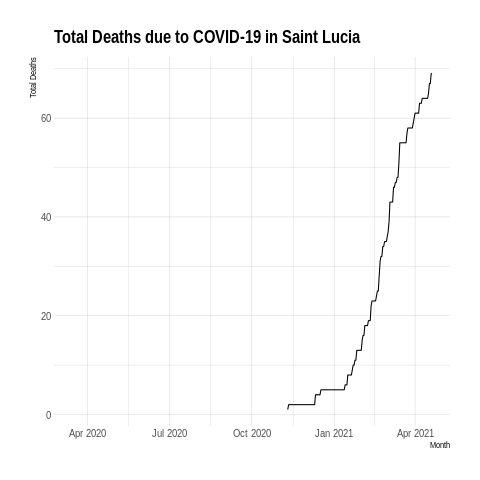 Total Deaths due to COVID-19 in Saint Lucia
Total Deaths
60
40
20
0
Apr 2020 Jul 2020 Oct 2020 Jan 2021 Apr 2021
Month